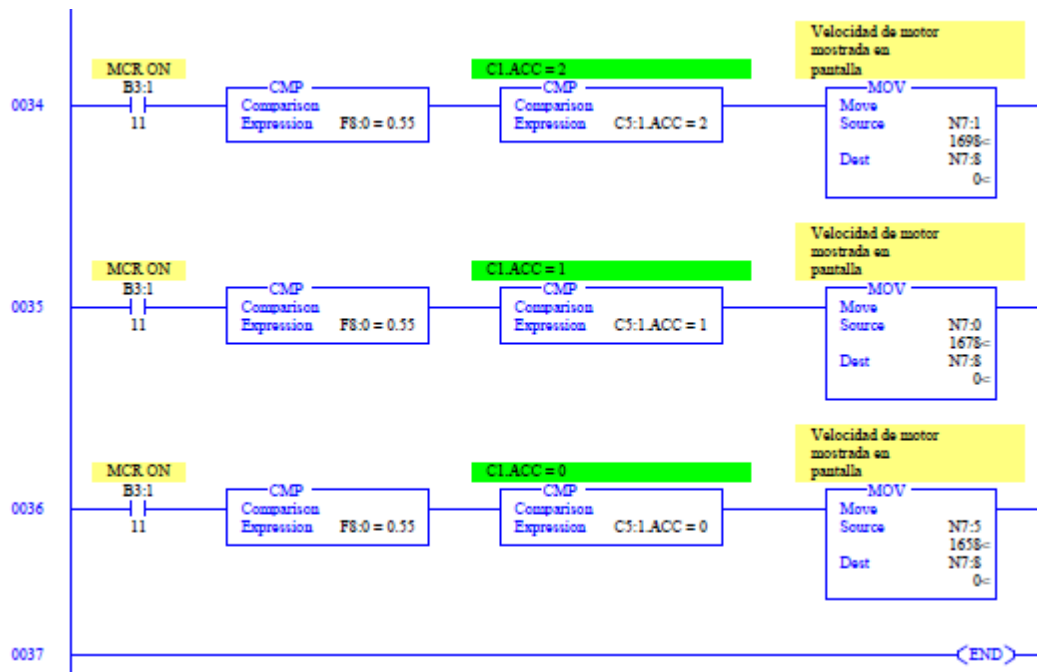 Velocidad de motor
mostrada en
pantalla
MCR ON
C1.ACC = 2
B3:1
CMP
CMP
MOV
0034
Comparison
Comparison
Move
Expression F8:0 = 0.55
Expression C5:1.ACC = 2
Source N7:1
11
1698<
Dest N7:8
0<
Velocidad de motor
mostrada en
pantalla
MCR ON
C1.ACC = 1
B3:1
CMP
CMP
MOV
0035
Comparison
Comparison
Move
Expression F8:0 = 0.55
Expression C5:1.ACC = 1
Source N7:0
11
1678<
Dest N7:8
0<
Velocidad de motor
mostrada en
pantalla
MCR ON
C1.ACC = 0
B3:1
CMP
CMP
MOV
0036
Comparison
Comparison
Move
Expression F8:0 = 0.55
Expression C5:1.ACC = 0
Source N7:5
11
1658<
Dest N7:8
0<
0037
END